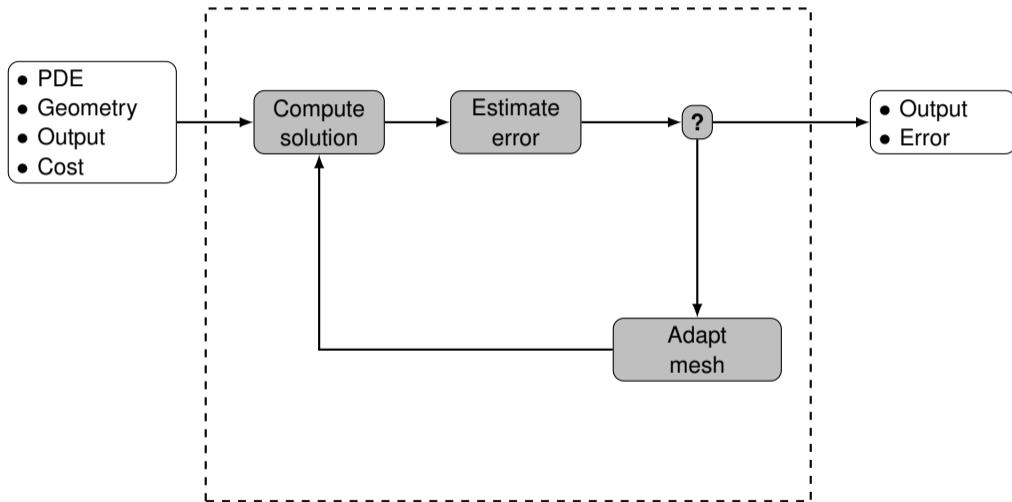 ● PDE
● Geometry
● Output
● Cost
Compute
solution
Estimate
error
?
● Output
● Error
Adapt
mesh